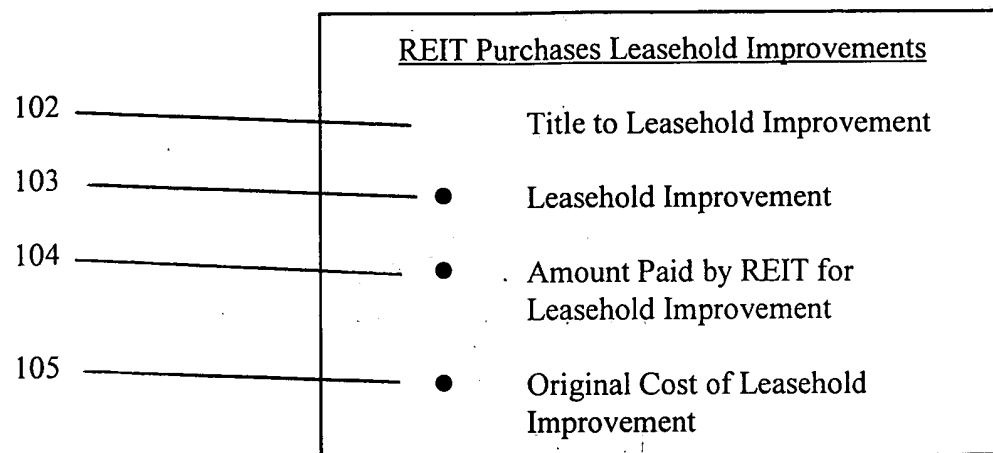 REIT Purchases Leasehold Improvements
102 Title to Leasehold Improvement
103 ● Leasehold Improvement
104 ● Amount Paid by REIT for
Leasehold Improvement
105 ● Original Cost of Leasehold
Improvement